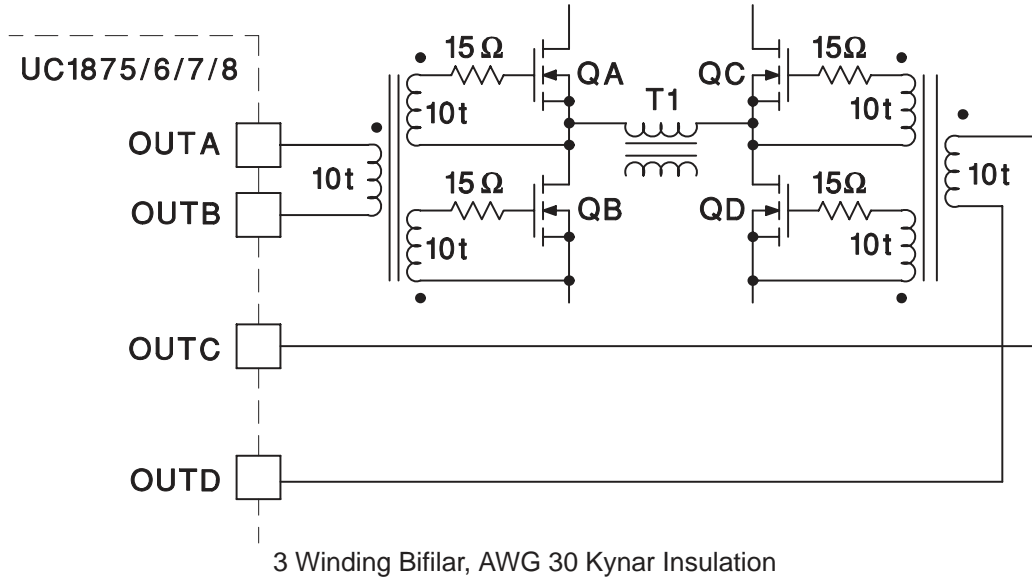 UC1875/6/7/8
15Ω QA QC 15Ω
T1
10t 10t
OUTA
10t 15Ω 15Ω 10t
OUTB QB QD
10t 10t
OUTC
OUTD
3 Winding Bifilar, AWG 30 Kynar Insulation